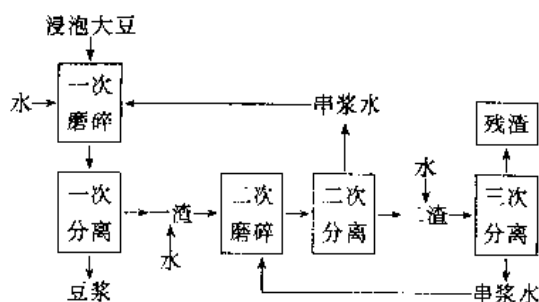 浸泡大豆
水
一次
磨碎
串浆水
残渣
一次
分离
一渣
水
二次
磨碎
二次
分离
水
二渣
三次
分离
豆浆
串浆水